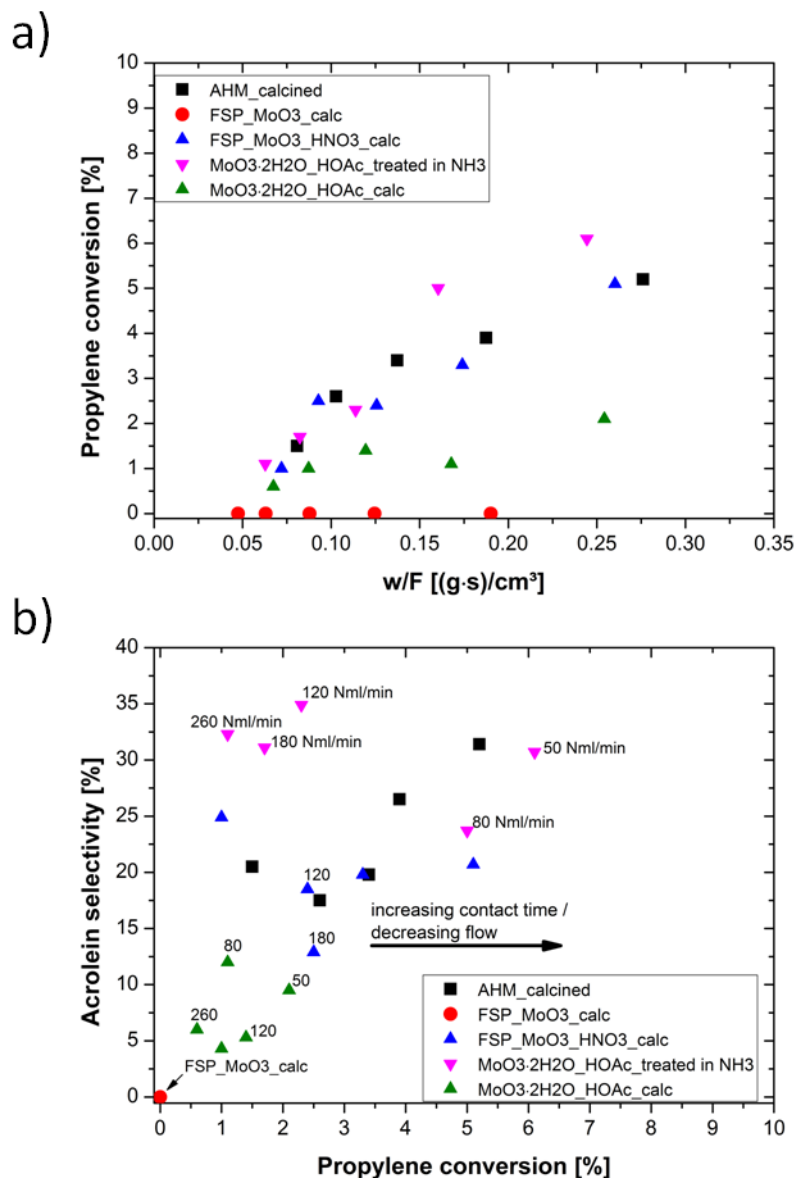 a)
10
9
8
7
6
5
4
3
2
1
0
Propylene conversion [%]
AHM_calcined
FSP_MoO3_calc
FSP_MoO3_HNO3_calc
MoO3·2H2O_HOAc_treated in NH3
MoO3·2H2O_HOAc_calc
0.00 0.05 0.10 0.15 0.20 0.25 0.30 0.35
w/F [(g·s)/cm³]
b)
40
35
30
25
20
15
10
5
0
Acrolein selectivity [%]
120 Nml/min
260 Nml/min
180 Nml/min
50 Nml/min
80 Nml/min
120
180
increasing contact time /
decreasing flow
80
50
260
120
FSP_MoO3_calc
AHM_calcined
FSP_MoO3_calc
FSP_MoO3_HNO3_calc
MoO3·2H2O_HOAc_treated in NH3
MoO3·2H2O_HOAc_calc
0 1 2 3 4 5 6 7 8 9 10
Propylene conversion [%]